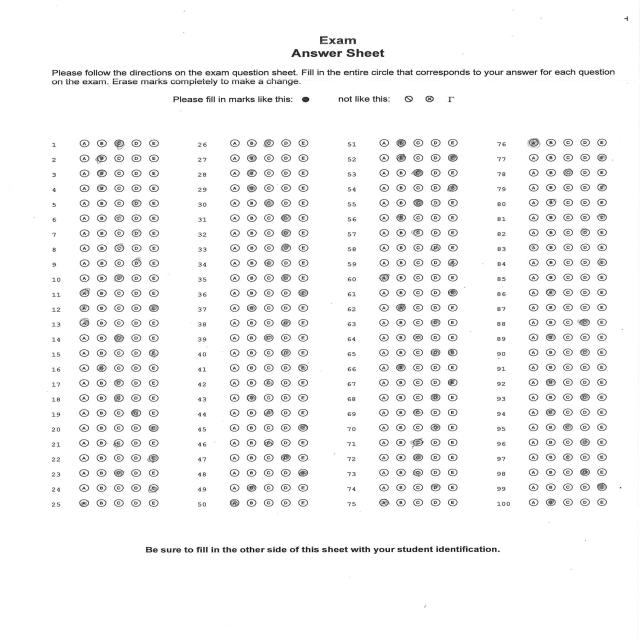 Exam
Answer Sheet
Please follow the directions on the exam question sheet. Fill in the entire circle that corresponds to your answer for each question
on the exam. Erase marks completely to make a change.
Please fill in marks like this: not like this:
1 A B D E 26 A B D E 51 A C D E 76 B C D E
2 A C D E 27 A C D E 52 A C D 77 A B C D
3 A C D E 28 A C D E 53 A B D E 78 A B D E
4 A C D E 29 A C D E 54 A B C D 79 A B C D
5 A B C E 30 A B D E 55 A B D E 80 A C D E
6 A B D E 31 A B C E 56 A C D E 81 A B C D
7 A B D E 32 A B C E 57 A B D E 82 A B C E
8 A B D E 33 A B C E 58 A B C E 83 B C D E
9 A B C E 34 A B D E 59 A B C D 84 A B C D
10 A B D E 35 A B C E 60 B C D E 85 A B C D E
11 B C D E 36 A B C D 61 A B C D 86 A C D E
12 B C D 37 A C D E 62 A C D E 87 A B C D E
13 B C D E 38 A B C E 63 A B C E 88 A B C E
14 A B D E 39 A B D E 64 A B D E 89 A C D E
15 A B C D 40 A B C E 65 A B C 90 A B C E
16 A C D E 41 A B C D 66 A C D E 91 A B C D E
17 A B D E 42 A B D E 67 A B C D 92 A C D E
18 A B D E 43 A C D E 68 A B C E 93 A B C E
19 A B C E 44 A B D E 69 A B D E 94 A C D E
20 A B C D 45 A B C D 70 A B C E 95 A B D E
21 A B D E 46 A B D E 71 A B D E 96 A B C E
22 A B C D 47 A B C E 72 A B D E 97 A B D E
23 A B D E 48 A B C D 73 A B D E 98 A B C E
24 A B C D 49 A C D E 74 A B C E 99 A B C D
25 B C D E 50 B C D E 75 B C D E 100 A C D E
Be sure to fill in the other side of this sheet with your student identification.